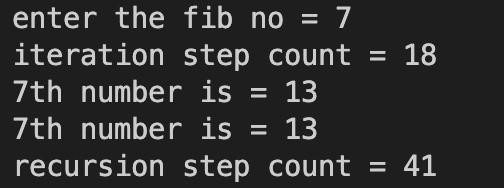 enter the fib no = 7
iteration step count = 18
7th number is = 13
7th number is = 13
recursion step count = 41